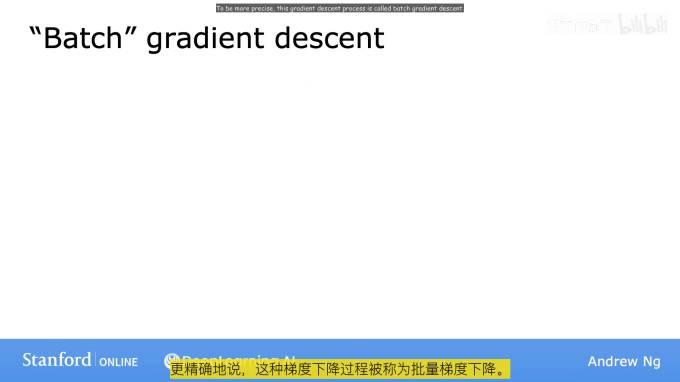 To be more precise, this gradient descent process is called batch gradient descent
bilibili
“Batch” gradient descent
Stanford ONLINE
Andrew Ng
更精确地说，这种梯度下降过程被称为批量梯度下降。